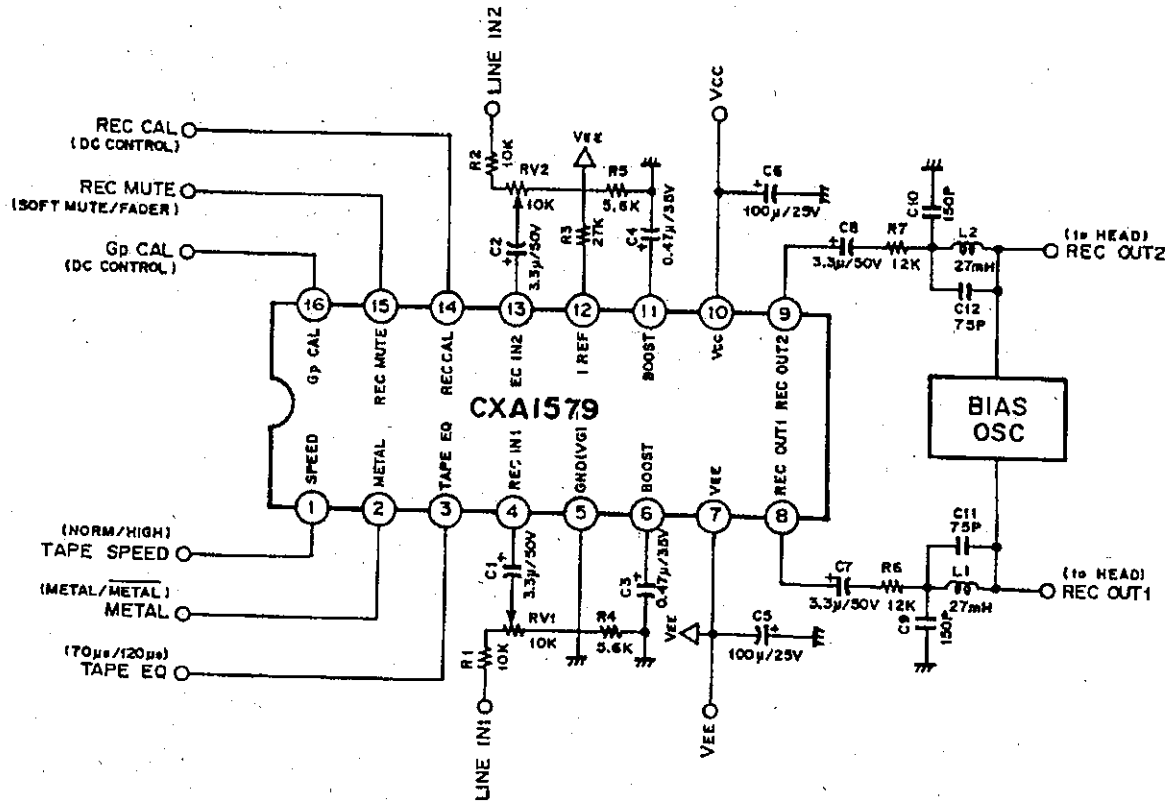 LINE IN2
VCC
REC CAL
(DC CONTROL)
REC MUTE
(SOFT MUTE/FADER)
Gp CAL
(DC CONTROL)
R2
10K
RV2
10K
VEE
R5
5.6K
R3
27K
C2
3.3μ/50V
C4
0.47μ/35V
C6
100μ/25V
C8
3.3μ/50V
R7
12K
C10
150P
L2
27mH
C12
75P
(to HEAD)
REC OUT2
16
15
14
13
12
11
10
9
Gp CAL
REC MUTE
REC CAL
EC IN2
I REF
BOOST
VCC
REC OUT2
CXA1579
BIAS
OSC
SPEED
METAL
TAPE EQ
REC IN1
GND(VG)
BOOST
VEE
REC OUT1
1
2
3
4
5
6
7
8
(NORM/HIGH)
TAPE SPEED
(METAL/METAL)
METAL
(70μs/120μs)
TAPE EQ
C1
3.3μ/50V
R1
10K
RV1
10K
R4
5.6K
C3
0.47μ/35V
VEE
C5
100μ/25V
C7
3.3μ/50V
R6
12K
C11
75P
L1
27mH
C9
150P
(to HEAD)
REC OUT1
LINE IN1
VEE